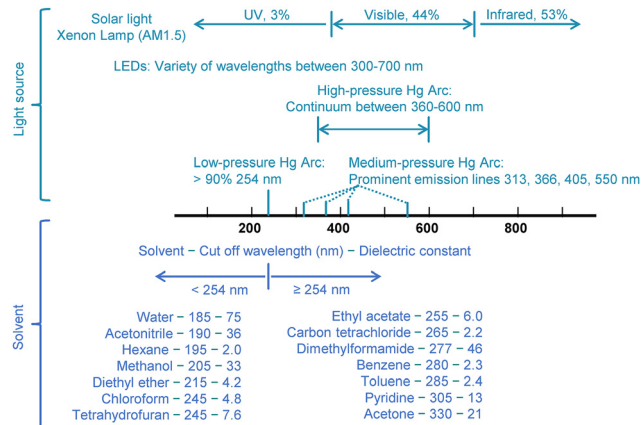 Solar light
Xenon Lamp (AM1.5)
UV, 3%
Visible, 44%
Infrared, 53%
LEDs: Variety of wavelengths between 300-700 nm
High-pressure Hg Arc:
Continuum between 360-600 nm
Low-pressure Hg Arc:
> 90% 254 nm
Medium-pressure Hg Arc:
Prominent emission lines 313, 366, 405, 550 nm
Light source
200 400 600 800
Solvent − Cut off wavelength (nm) − Dielectric constant
< 254 nm
≥ 254 nm
Solvent
Water − 185 − 75
Acetonitrile − 190 − 36
Hexane − 195 − 2.0
Methanol − 205 − 33
Diethyl ether − 215 − 4.2
Chloroform − 245 − 4.8
Tetrahydrofuran − 245 − 7.6
Ethyl acetate − 255 − 6.0
Carbon tetrachloride − 265 − 2.2
Dimethylformamide − 277 − 46
Benzene − 280 − 2.3
Toluene − 285 − 2.4
Pyridine − 305 − 13
Acetone − 330 − 21